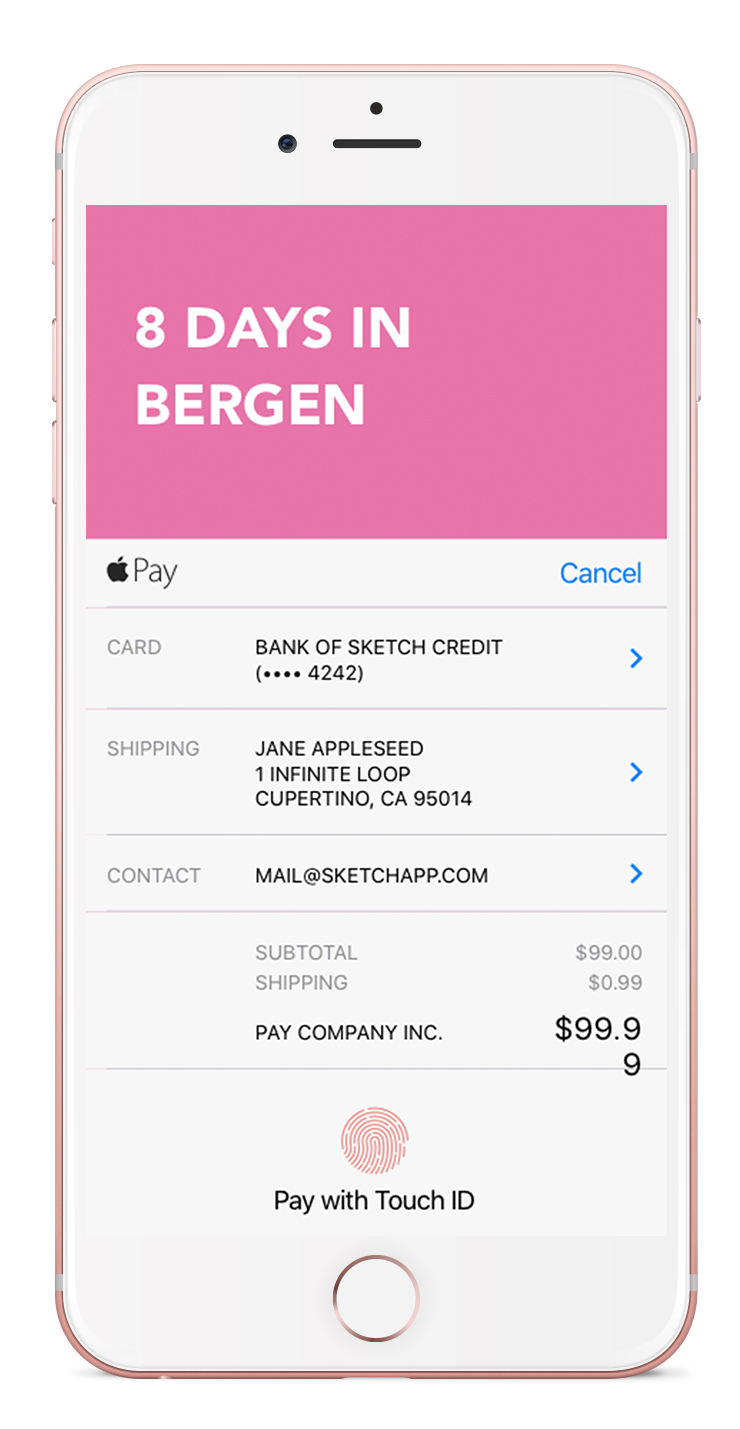 8 DAYS IN
BERGEN
Pay
Cancel
CARD
BANK OF SKETCH CREDIT
(•••• 4242)
SHIPPING
JANE APPLESEED
1 INFINITE LOOP
CUPERTINO, CA 95014
CONTACT
MAIL@SKETCHAPP.COM
SUBTOTAL
$99.00
SHIPPING
$0.99
PAY COMPANY INC.
$99.9
9
Pay with Touch ID